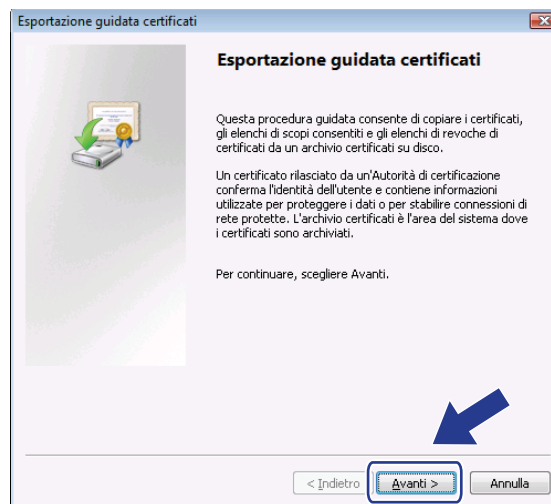 Esportazione guidata certificati
Esportazione guidata certificati
Questa procedura guidata consente di copiare i certificati,
gli elenchi di scopi consentiti e gli elenchi di revoche di
certificati da un archivio certificati su disco.
Un certificato rilasciato da un'Autorità di certificazione
conferma l'identità dell'utente e contiene informazioni
utilizzate per proteggere i dati o per stabilire connessioni di
rete protette. L'archivio certificati è l'area del sistema dove
i certificati sono archiviati.
Per continuare, scegliere Avanti.
< Indietro
Avanti >
Annulla